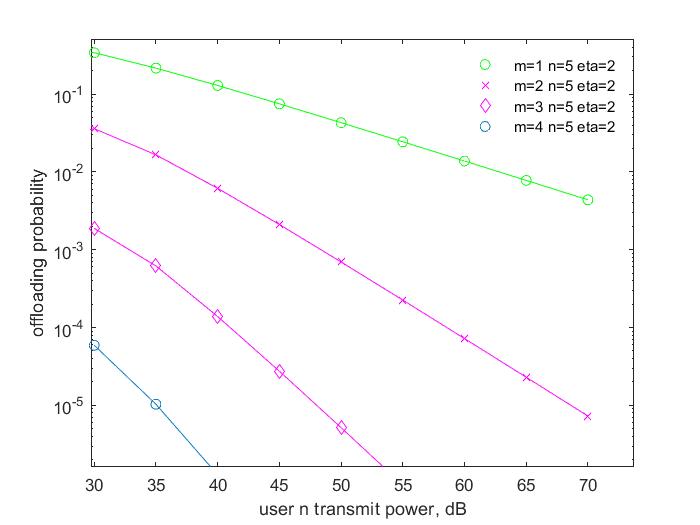 m=1 n=5 eta=2
m=2 n=5 eta=2
m=3 n=5 eta=2
m=4 n=5 eta=2
10^-1
10^-2
10^-3
10^-4
10^-5
offloading probability
30 35 40 45 50 55 60 65 70
user n transmit power, dB